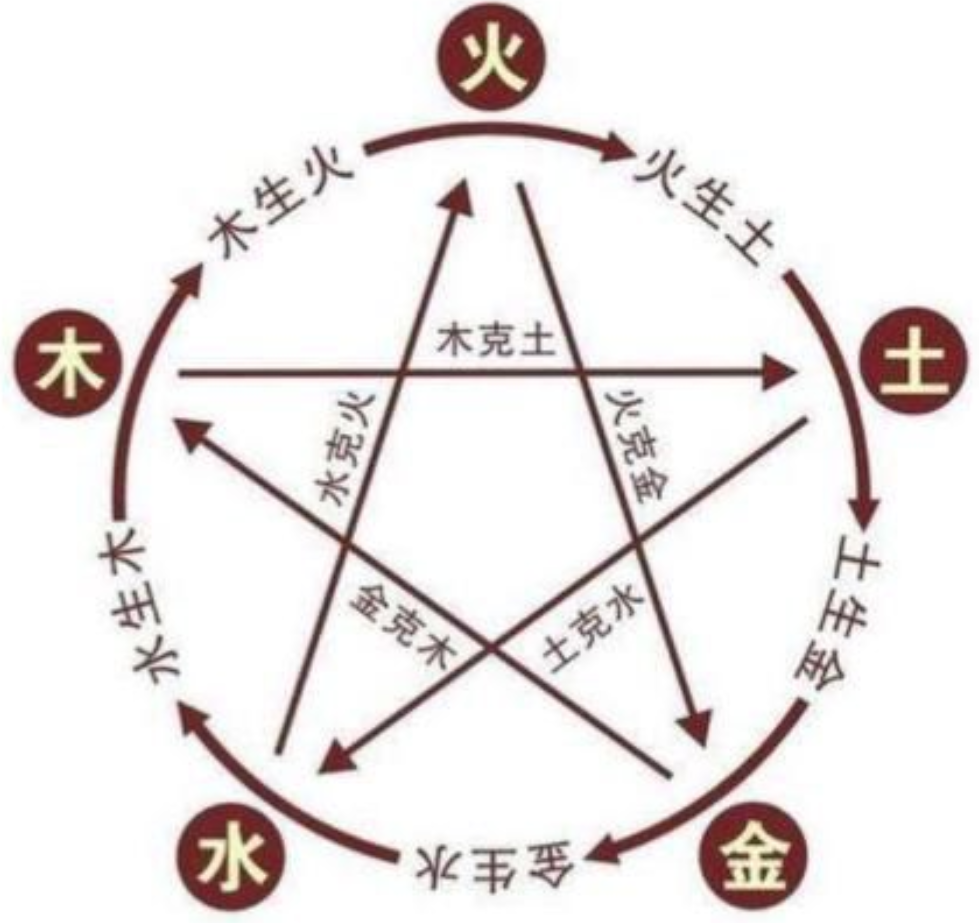 火
木生火
火生土
木
土
木克土
水克火
火克金
水生木
土生金
金克木
土克水
水
金生水
金